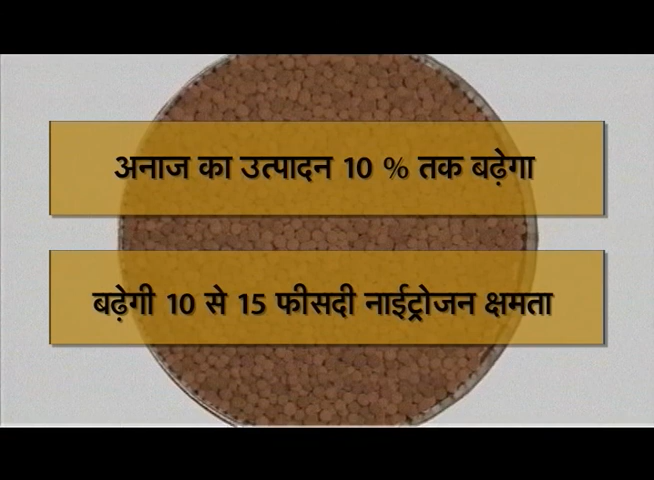 अनाज का उत्पादन 10 % तक बढ़ेगा
बढ़ेगी 10 से 15 फीसदी नाईट्रोजन क्षमता